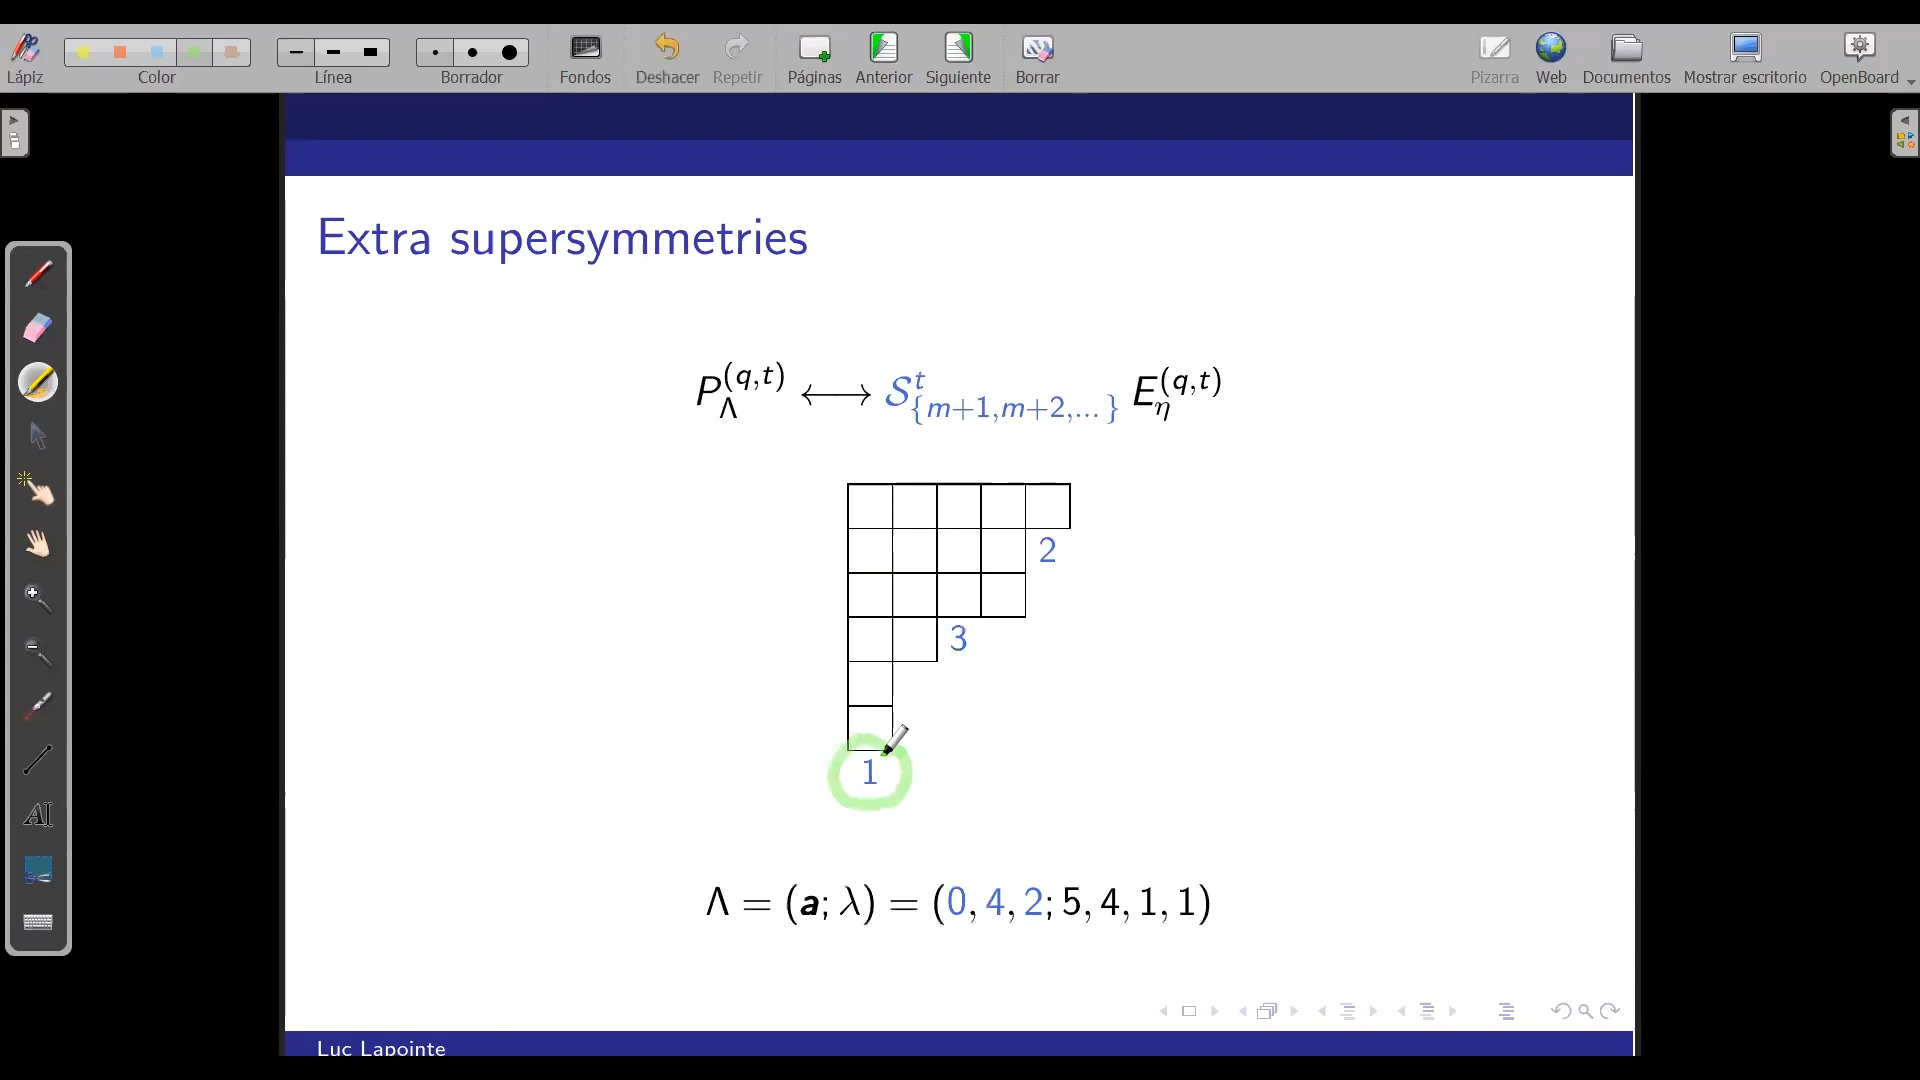 Lápiz Color Línea Borrador Fondos Deshacer Repetir Páginas Anterior Siguiente Borrar Pizarra Web Documentos Mostrar escritorio OpenBoard
Extra supersymmetries
P_Λ^{(q,t)} ⟷ 𝒮^t_{{m+1,m+2,...}} E_η^{(q,t)}
2
3
1
Λ = (a; λ) = (0, 4, 2; 5, 4, 1, 1)
Luc Lapointe